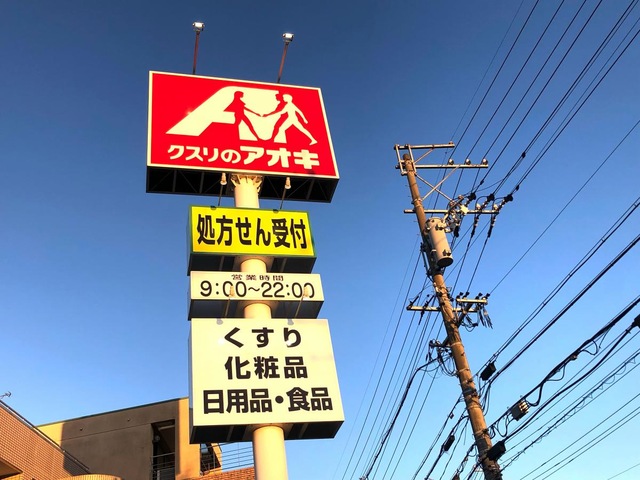 クスリのアオキ
処方せん受付
営業時間
9:00~22:00
くすり
化粧品
日用品・食品